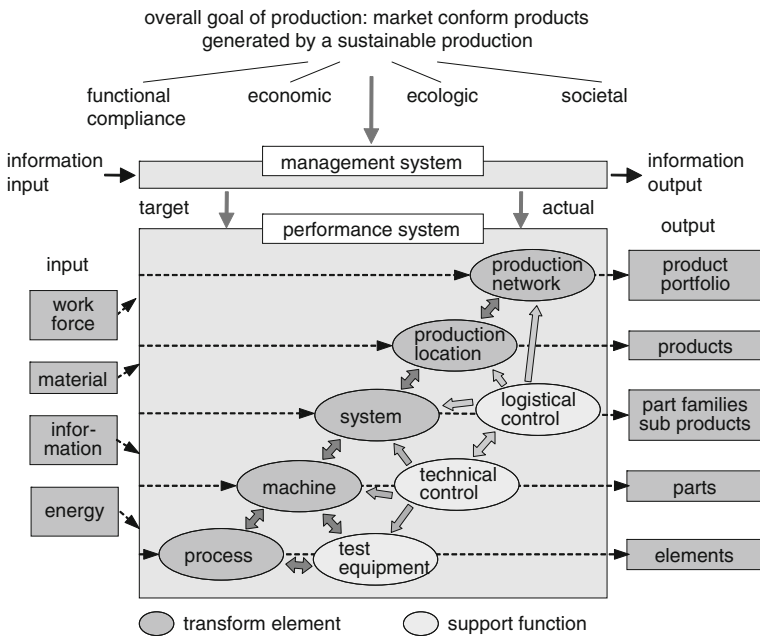 overall goal of production: market conform products
generated by a sustainable production
functional
compliance
economic
ecologic
societal
information
input
management system
information
output
target
actual
performance system
input
output
production
network
product
portfolio
work
force
production
location
products
material
system
logistical
control
part families
sub products
infor-
mation
machine
technical
control
parts
energy
process
test
equipment
elements
transform element
support function